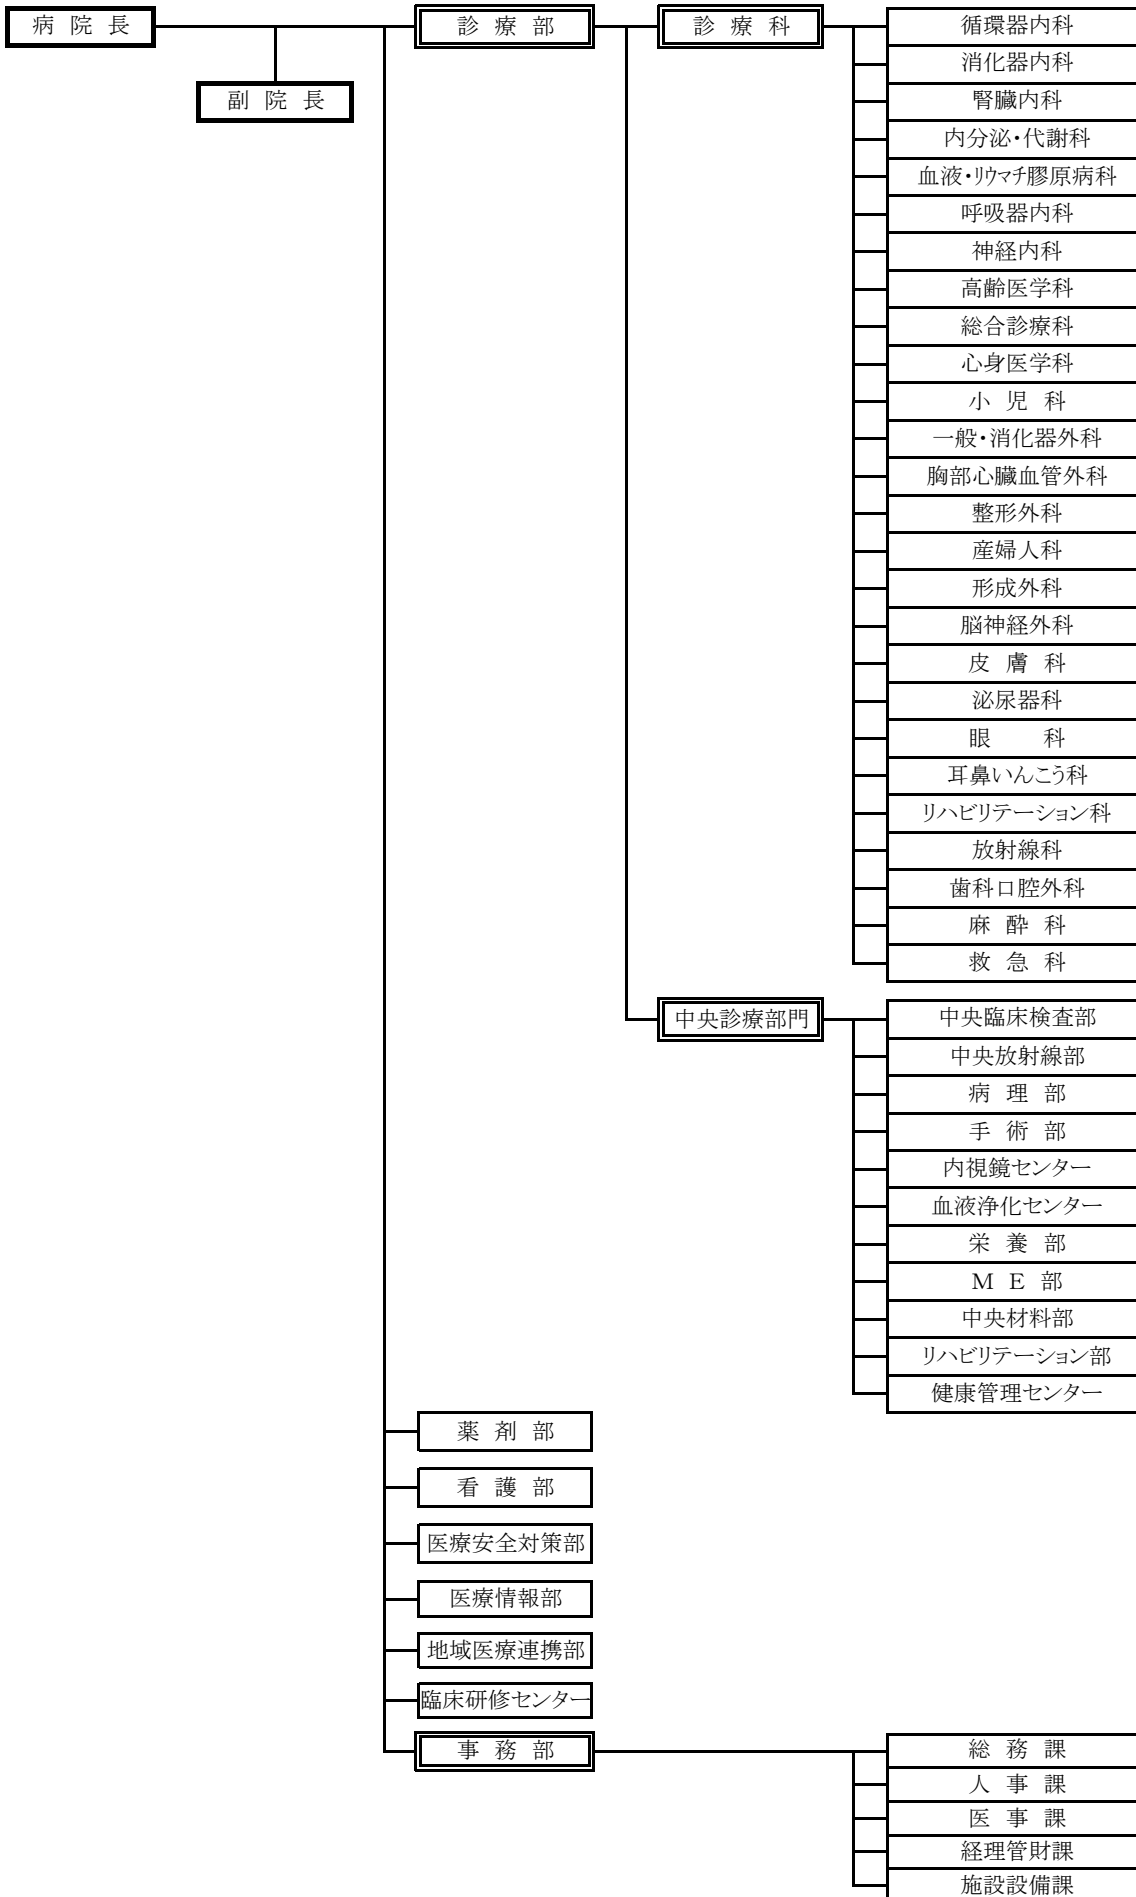 病 院 長
診 療 部
診 療 科
循環器内科
消化器内科
副 院 長
腎臓内科
内分泌・代謝科
血液・リウマチ膠原病科
呼吸器内科
神経内科
高齢医学科
総合診療科
心身医学科
小 児 科
一般・消化器外科
胸部心臓血管外科
整形外科
産婦人科
形成外科
脳神経外科
皮 膚 科
泌尿器科
眼 科
耳鼻いんこう科
リハビリテーション科
放射線科
歯科口腔外科
麻 酔 科
救 急 科
中央診療部門
中央臨床検査部
中央放射線部
病 理 部
手 術 部
内視鏡センター
血液浄化センター
栄 養 部
M E 部
中央材料部
リハビリテーション部
健康管理センター
薬 剤 部
看 護 部
医療安全対策部
医療情報部
地域医療連携部
臨床研修センター
事 務 部
総 務 課
人 事 課
医 事 課
経理管財課
施設設備課